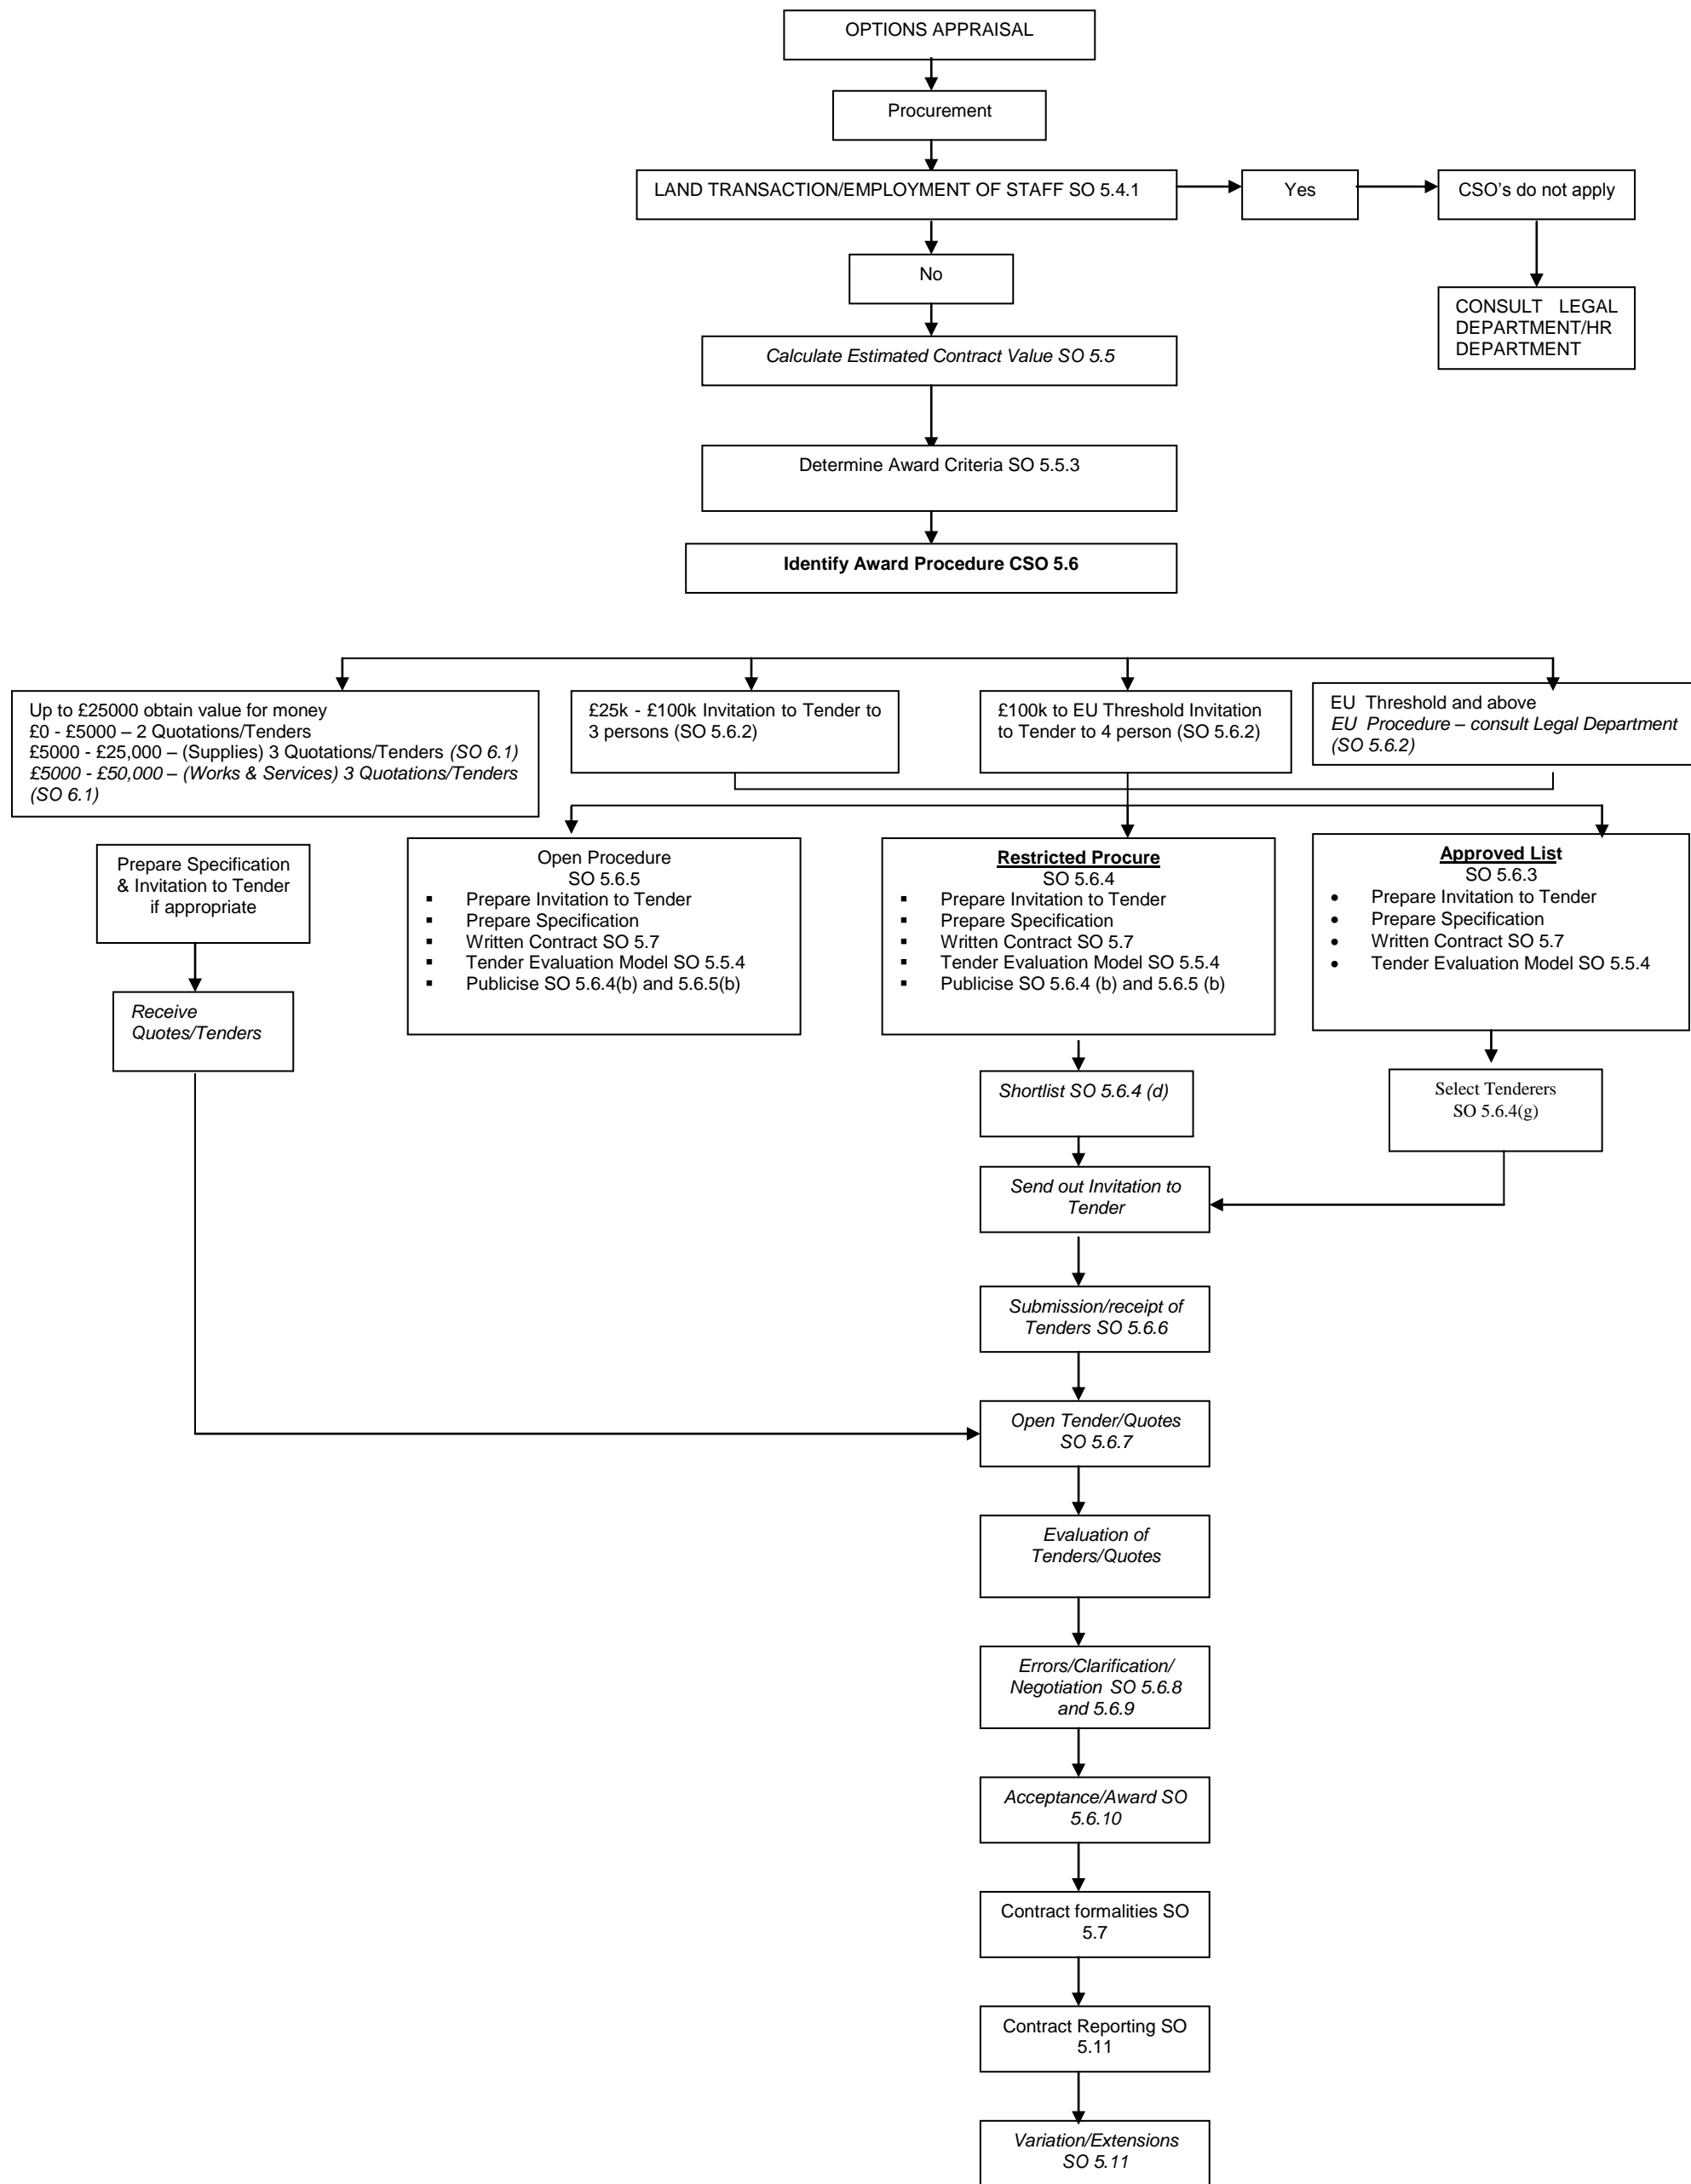 OPTIONS APPRAISAL
Procurement
LAND TRANSACTION/EMPLOYMENT OF STAFF SO 5.4.1
Yes
CSO's do not apply
No
CONSULT LEGAL
DEPARTMENT/HR
DEPARTMENT
Calculate Estimated Contract Value SO 5.5
Determine Award Criteria SO 5.5.3
Identify Award Procedure CSO 5.6
Up to £25000 obtain value for money
£0 - £5000 – 2 Quotations/Tenders
£5000 - £25,000 – (Supplies) 3 Quotations/Tenders (SO 6.1)
£5000 - £50,000 – (Works & Services) 3 Quotations/Tenders
(SO 6.1)
£25k - £100k Invitation to Tender to
3 persons (SO 5.6.2)
£100k to EU Threshold Invitation
to Tender to 4 person (SO 5.6.2)
EU Threshold and above
EU Procedure – consult Legal Department
(SO 5.6.2)
Prepare Specification
& Invitation to Tender
if appropriate
Receive
Quotes/Tenders
Open Procedure
SO 5.6.5
▪ Prepare Invitation to Tender
▪ Prepare Specification
▪ Written Contract SO 5.7
▪ Tender Evaluation Model SO 5.5.4
▪ Publicise SO 5.6.4(b) and 5.6.5(b)
Restricted Procure
SO 5.6.4
▪ Prepare Invitation to Tender
▪ Prepare Specification
▪ Written Contract SO 5.7
▪ Tender Evaluation Model SO 5.5.4
▪ Publicise SO 5.6.4 (b) and 5.6.5 (b)
Approved List
SO 5.6.3
• Prepare Invitation to Tender
• Prepare Specification
• Written Contract SO 5.7
• Tender Evaluation Model SO 5.5.4
Shortlist SO 5.6.4 (d)
Select Tenderers
SO 5.6.4(g)
Send out Invitation to
Tender
Submission/receipt of
Tenders SO 5.6.6
Open Tender/Quotes
SO 5.6.7
Evaluation of
Tenders/Quotes
Errors/Clarification/
Negotiation SO 5.6.8
and 5.6.9
Acceptance/Award SO
5.6.10
Contract formalities SO
5.7
Contract Reporting SO
5.11
Variation/Extensions
SO 5.11